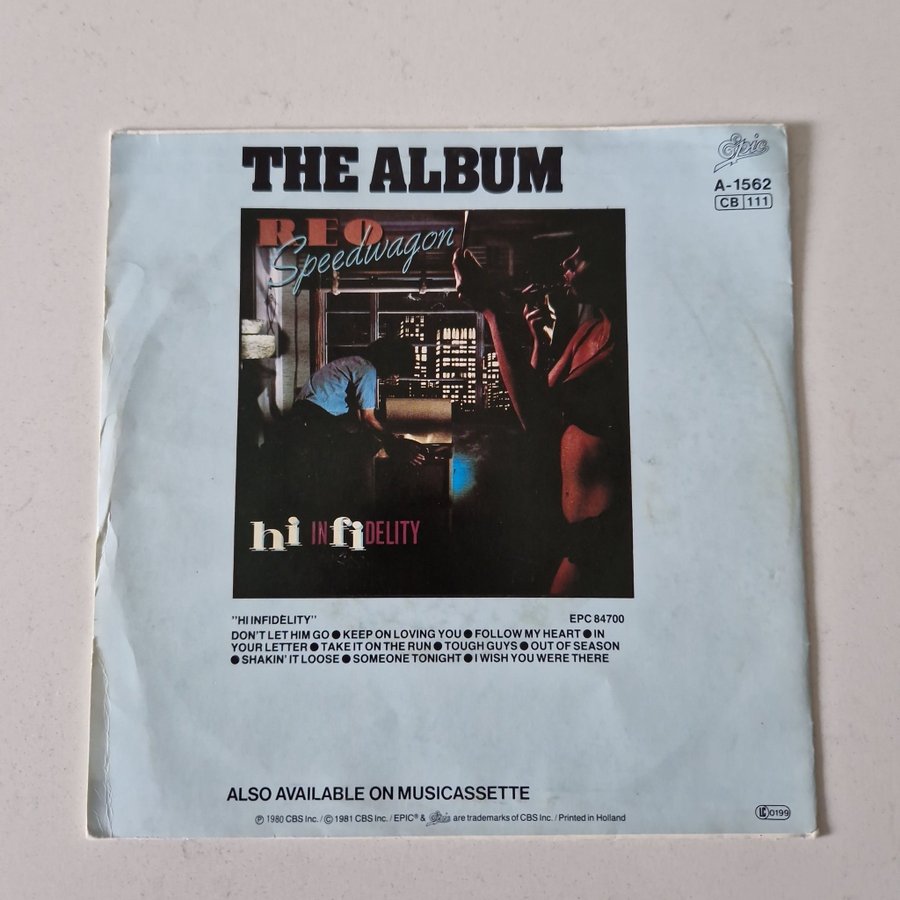 THE ALBUM
Epic
A-1562
CB 111
REO
Speedwagon
hi INfiDELITY
"HI INFIDÈLITY" EPC 84700
DON'T LET HIM GO ● KEEP ON LOVING YOU ● FOLLOW MY HEART ● IN
YOUR LETTER ● TAKE IT ON THE RUN ● TOUGH GUYS ● OUT OF SEASON
● SHAKIN' IT LOOSE ● SOMEONE TONIGHT ● I WISH YOU WERE THERE
ALSO AVAILABLE ON MUSICASSETTE
℗ 1980 CBS Inc. / © 1981 CBS Inc. / EPIC® & Epic are trademarks of CBS Inc. / Printed in Holland
LC 0199